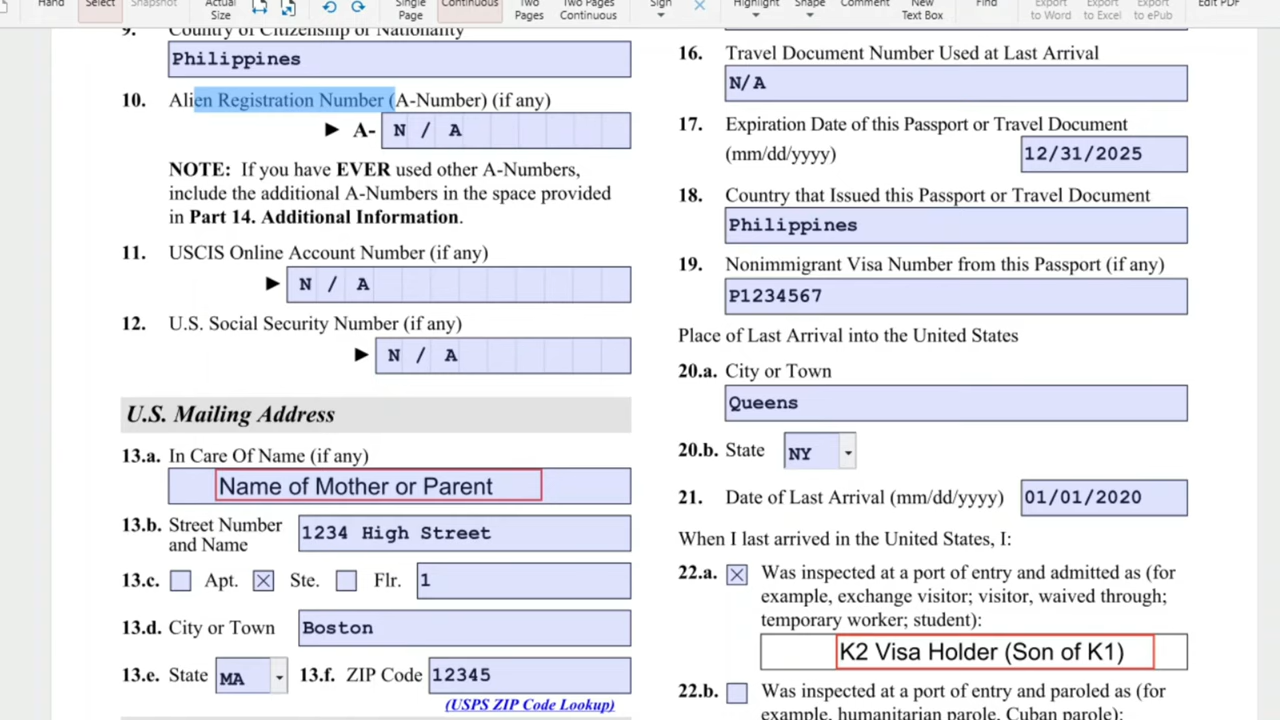 Hand
Select
Snapshot
Actual
Size
Single
Page
Continuous
Two
Pages
Two Pages
Continuous
Sign
Highlight
Shape
Comment
New
Text Box
Find
Export
to Word
Export
to Excel
Export
to ePub
Edit PDF
9. Country of Citizenship or Nationality
Philippines
10. Alien Registration Number (A-Number) (if any)
► A- N / A
NOTE: If you have EVER used other A-Numbers,
include the additional A-Numbers in the space provided
in Part 14. Additional Information.
11. USCIS Online Account Number (if any)
► N / A
12. U.S. Social Security Number (if any)
► N / A
U.S. Mailing Address
13.a. In Care Of Name (if any)
Name of Mother or Parent
13.b. Street Number
and Name
1234 High Street
13.c. Apt. Ste. Flr. 1
13.d. City or Town Boston
13.e. State MA 13.f. ZIP Code 12345
(USPS ZIP Code Lookup)
16. Travel Document Number Used at Last Arrival
N/A
17. Expiration Date of this Passport or Travel Document
(mm/dd/yyyy) 12/31/2025
18. Country that Issued this Passport or Travel Document
Philippines
19. Nonimmigrant Visa Number from this Passport (if any)
P1234567
Place of Last Arrival into the United States
20.a. City or Town
Queens
20.b. State NY
21. Date of Last Arrival (mm/dd/yyyy) 01/01/2020
When I last arrived in the United States, I:
22.a. Was inspected at a port of entry and admitted as (for
example, exchange visitor; visitor, waived through;
temporary worker; student):
K2 Visa Holder (Son of K1)
22.b. Was inspected at a port of entry and paroled as (for
example, humanitarian parole, Cuban parole):